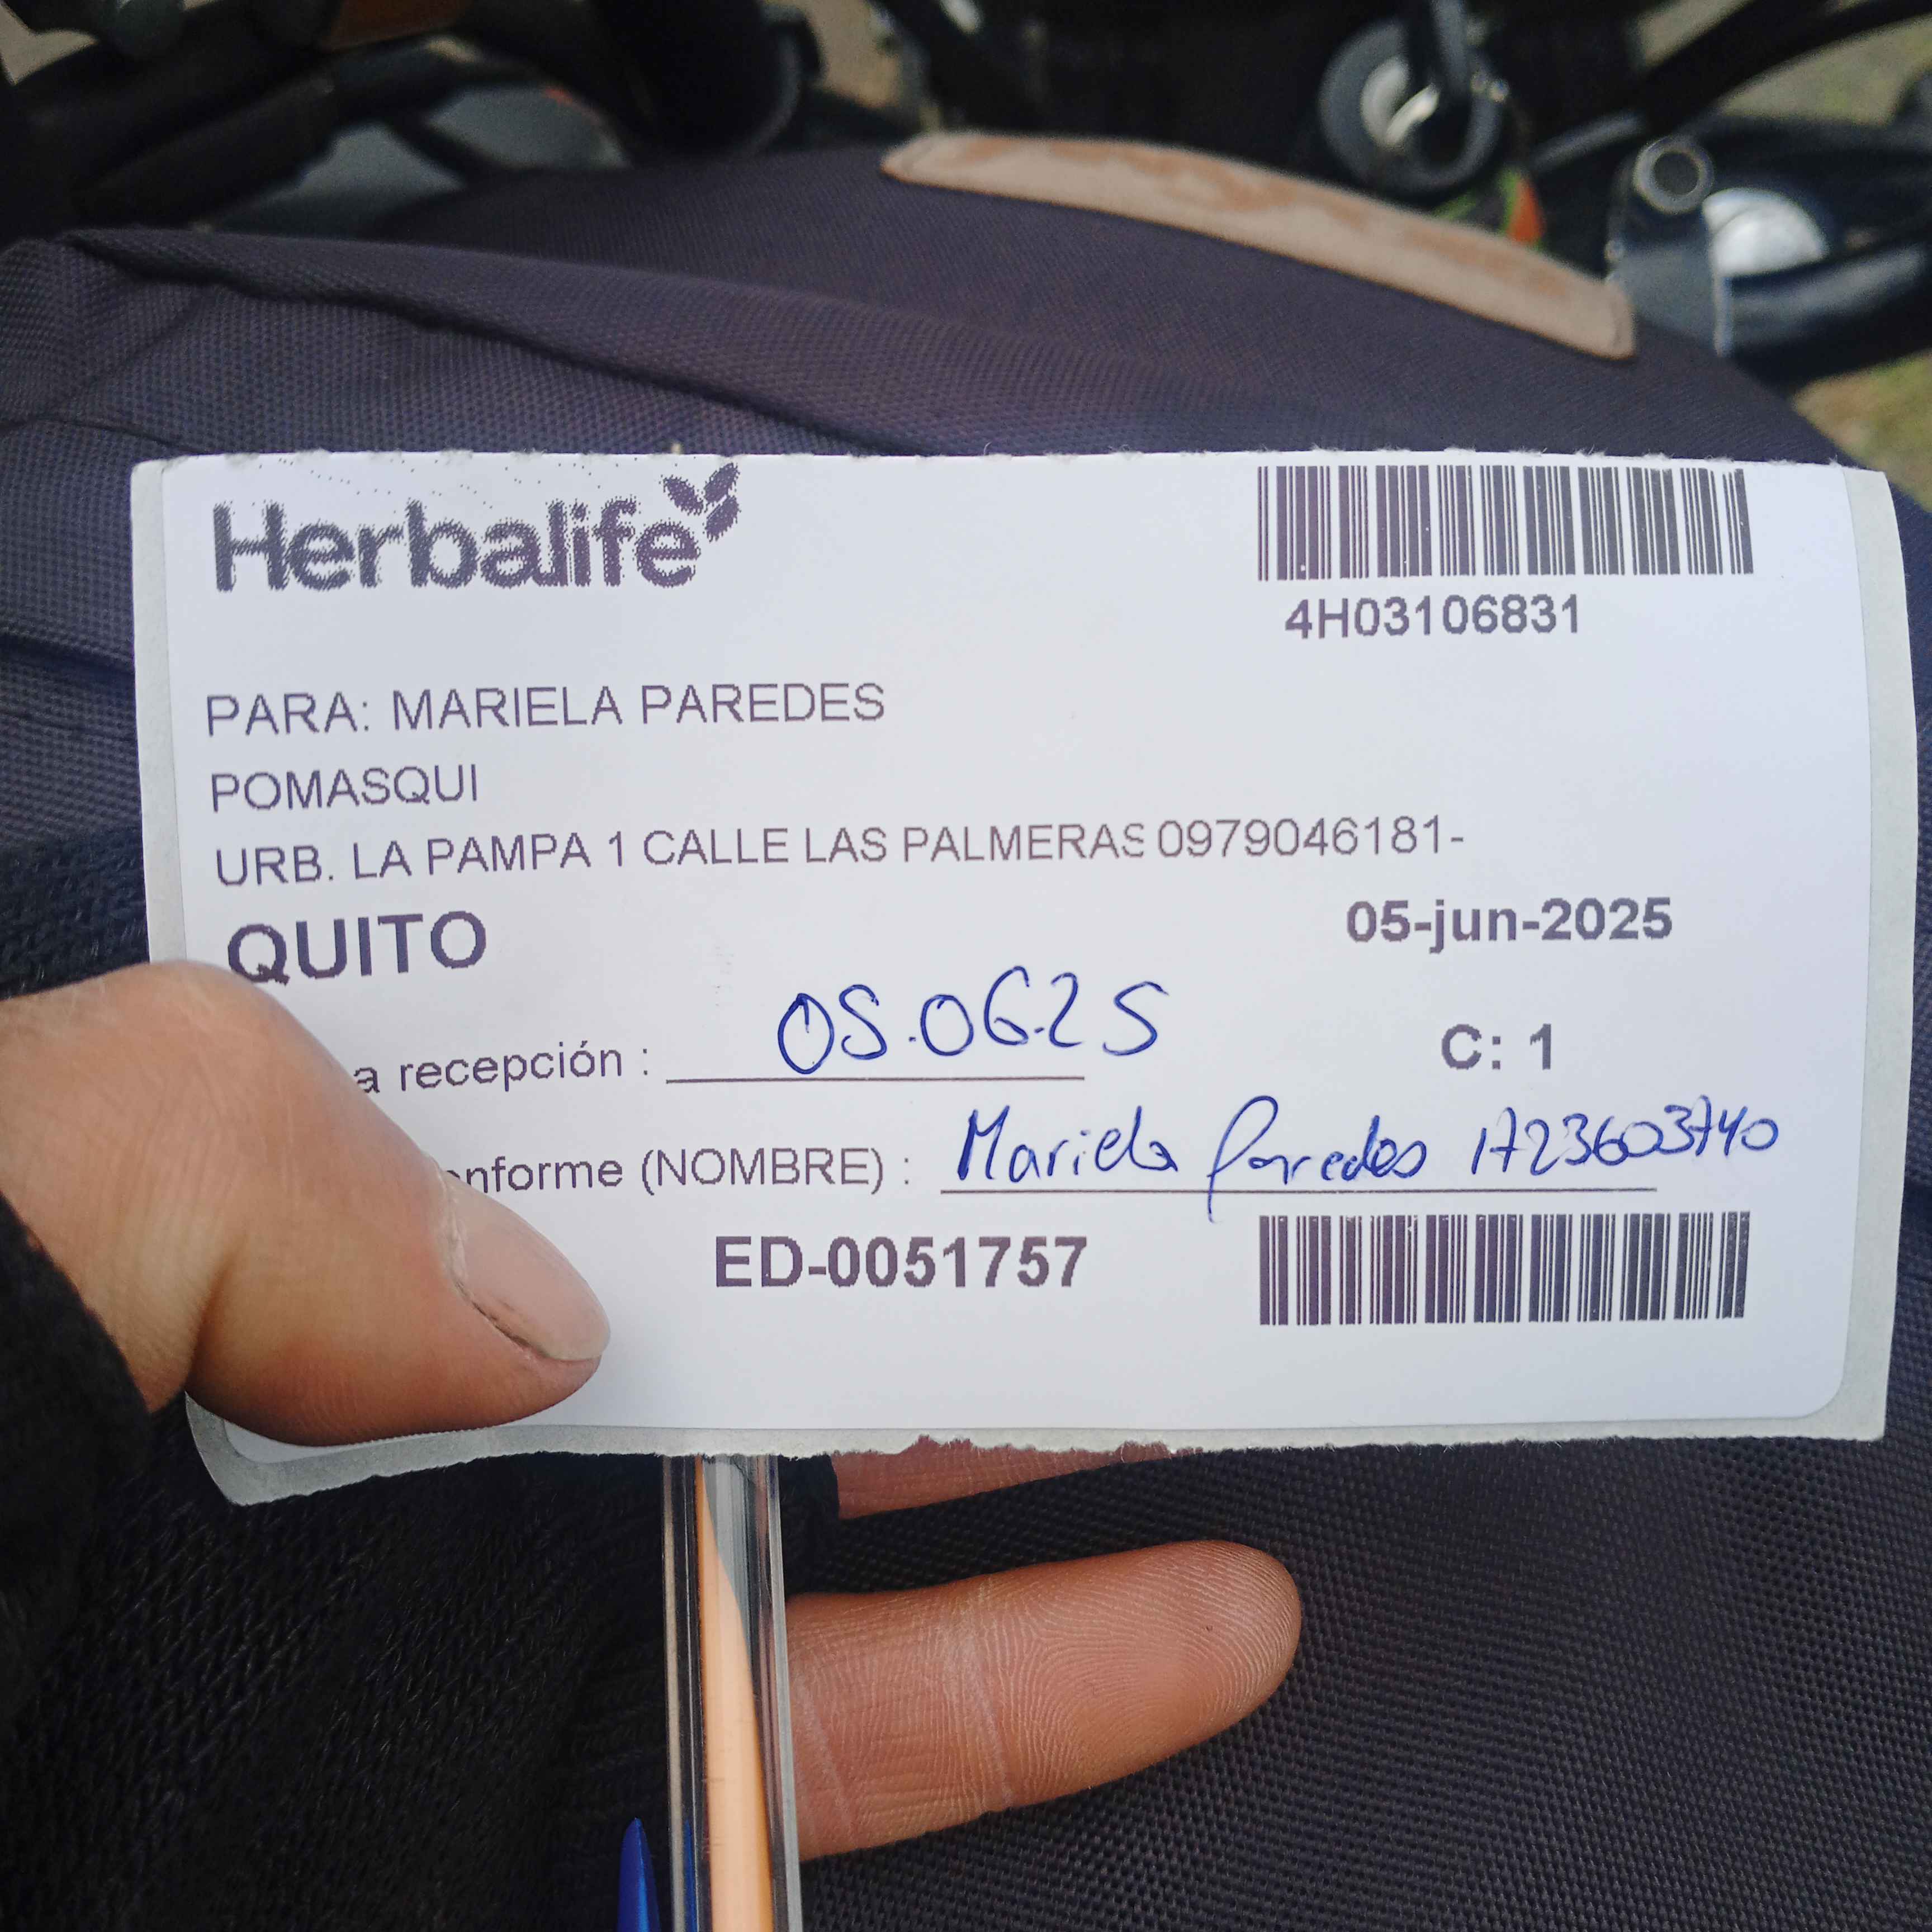 Herbalife
4H03106831
PARA: MARIELA PAREDES
POMASQUI
URB. LA PAMPA 1 CALLE LAS PALMERAS 0979046181-
QUITO
05-jun-2025
a recepción : 05.06.25
C: 1
onforme (NOMBRE) : Mariela Paredes 1723603740
ED-0051757